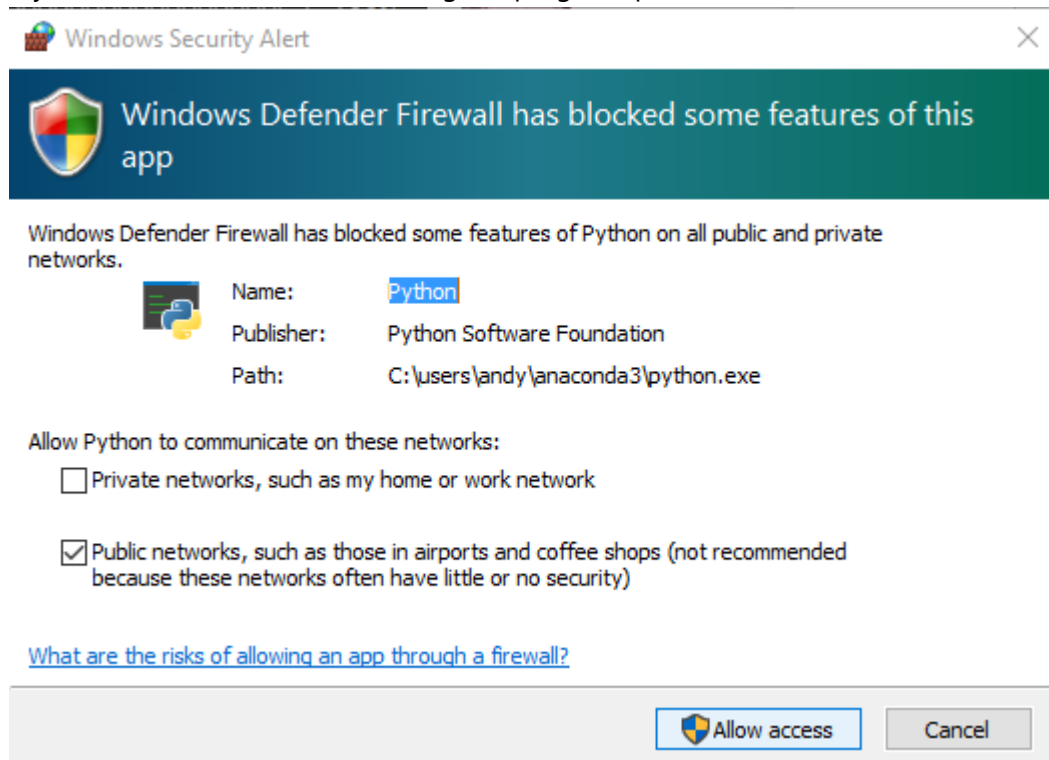 Windows Security Alert
Windows Defender Firewall has blocked some features of this
app
Windows Defender Firewall has blocked some features of Python on all public and private
networks.
Name: Python
Publisher: Python Software Foundation
Path: C:\users\andy\anaconda3\python.exe
Allow Python to communicate on these networks:
Private networks, such as my home or work network
Public networks, such as those in airports and coffee shops (not recommended
because these networks often have little or no security)
What are the risks of allowing an app through a firewall?
Allow access Cancel